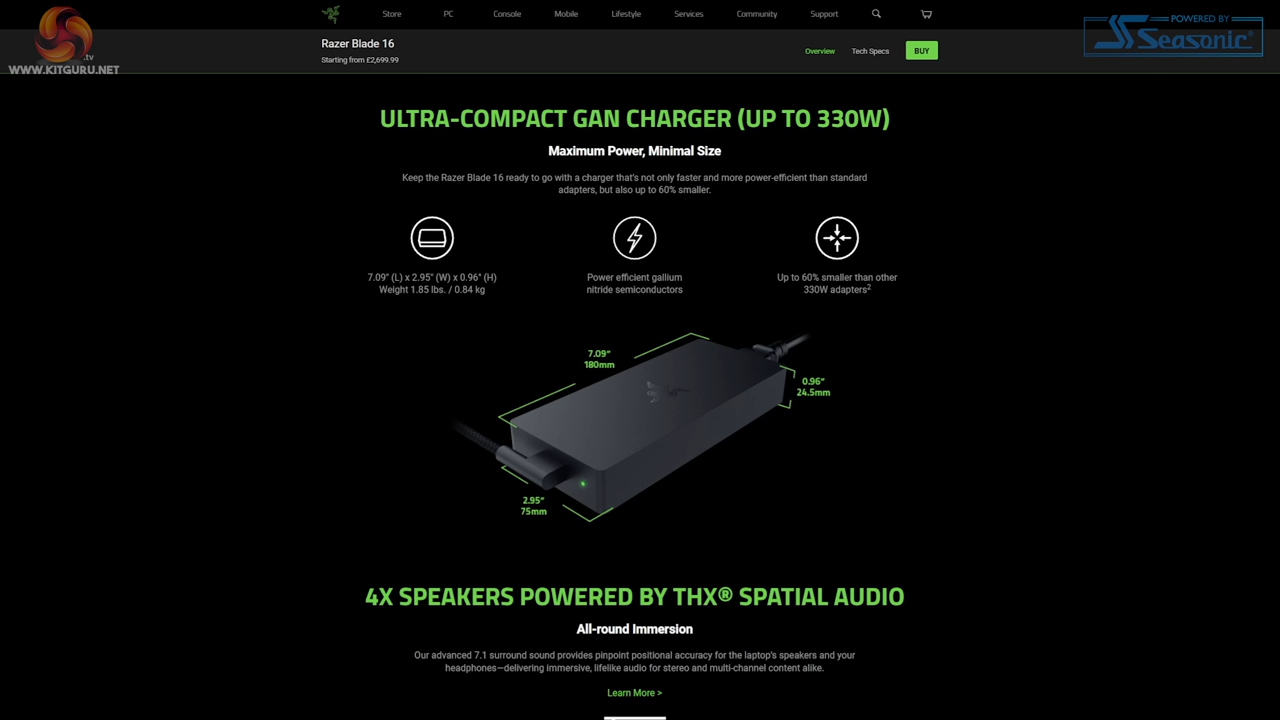 Store PC Console Mobile Lifestyle Services Community Support
.tv
WWW.KITGURU.NET
POWERED BY
Seasonic®
Razer Blade 16
Starting from £2,699.99
Overview Tech Specs BUY
ULTRA-COMPACT GAN CHARGER (UP TO 330W)
Maximum Power, Minimal Size
Keep the Razer Blade 16 ready to go with a charger that's not only faster and more power-efficient than standard
adapters, but also up to 60% smaller.
7.09" (L) x 2.95" (W) x 0.96" (H)
Weight 1.85 lbs. / 0.84 kg
Power efficient gallium
nitride semiconductors
Up to 60% smaller than other
330W adapters²
7.09"
180mm
0.96"
24.5mm
2.95"
75mm
4X SPEAKERS POWERED BY THX® SPATIAL AUDIO
All-round Immersion
Our advanced 7.1 surround sound provides pinpoint positional accuracy for the laptop's speakers and your
headphones—delivering immersive, lifelike audio for stereo and multi-channel content alike.
Learn More >